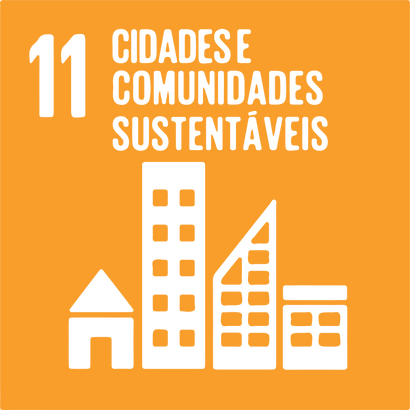 11 CIDADES E
COMUNIDADES
SUSTENTÁVEIS